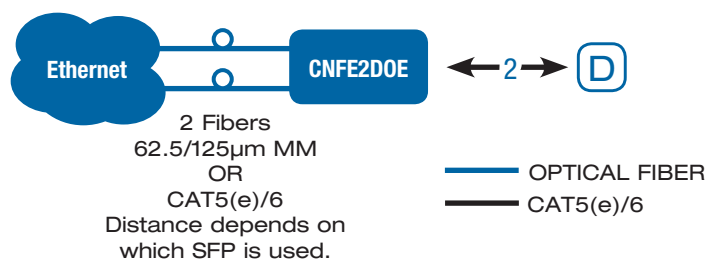 Ethernet
CNFE2DOE
2
D
2 Fibers
62.5/125µm MM
OR
CAT5(e)/6
Distance depends on
which SFP is used.
OPTICAL FIBER
CAT5(e)/6